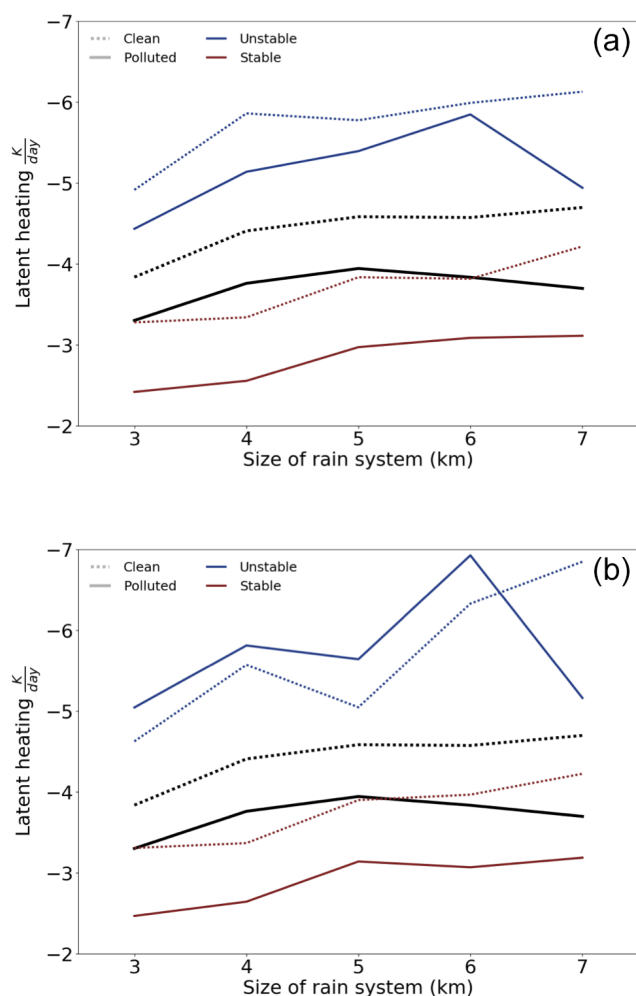 (a)
Clean
Polluted
Unstable
Stable
Latent heating K/day
−7
−6
−5
−4
−3
−2
3 4 5 6 7
Size of rain system (km)
(b)
Clean
Polluted
Unstable
Stable
Latent heating K/day
−7
−6
−5
−4
−3
−2
3 4 5 6 7
Size of rain system (km)